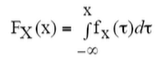 F_X(x) = ∫_{-∞}^{x} f_X(τ)dτ